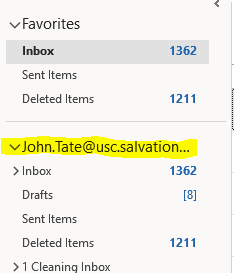 Favorites
Inbox 1362
Sent Items
Deleted Items 1211
John.Tate@usc.salvation...
Inbox 1362
Drafts [8]
Sent Items
Deleted Items 1211
1 Cleaning Inbox